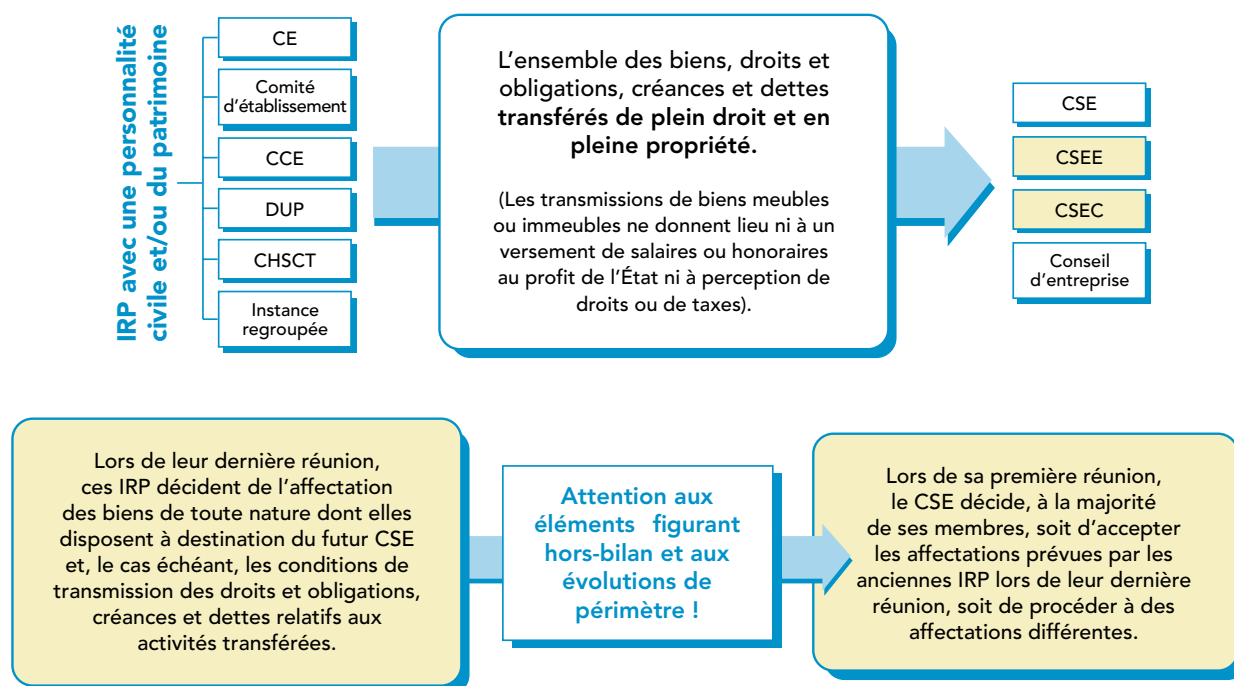 IRP avec une personnalité
civile et/ou du patrimoine
CE
Comité
d'établissement
CCE
DUP
CHSCT
Instance
regroupée
L'ensemble des biens, droits et
obligations, créances et dettes
transférés de plein droit et en
pleine propriété.
(Les transmissions de biens meubles
ou immeubles ne donnent lieu ni à un
versement de salaires ou honoraires
au profit de l'État ni à perception de
droits ou de taxes).
CSE
CSEE
CSEC
Conseil
d'entreprise
Lors de leur dernière réunion,
ces IRP décident de l'affectation
des biens de toute nature dont elles
disposent à destination du futur CSE
et, le cas échéant, les conditions de
transmission des droits et obligations,
créances et dettes relatifs aux
activités transférées.
Attention aux
éléments figurant
hors-bilan et aux
évolutions de
périmètre !
Lors de sa première réunion,
le CSE décide, à la majorité
de ses membres, soit d'accepter
les affectations prévues par les
anciennes IRP lors de leur dernière
réunion, soit de procéder à des
affectations différentes.